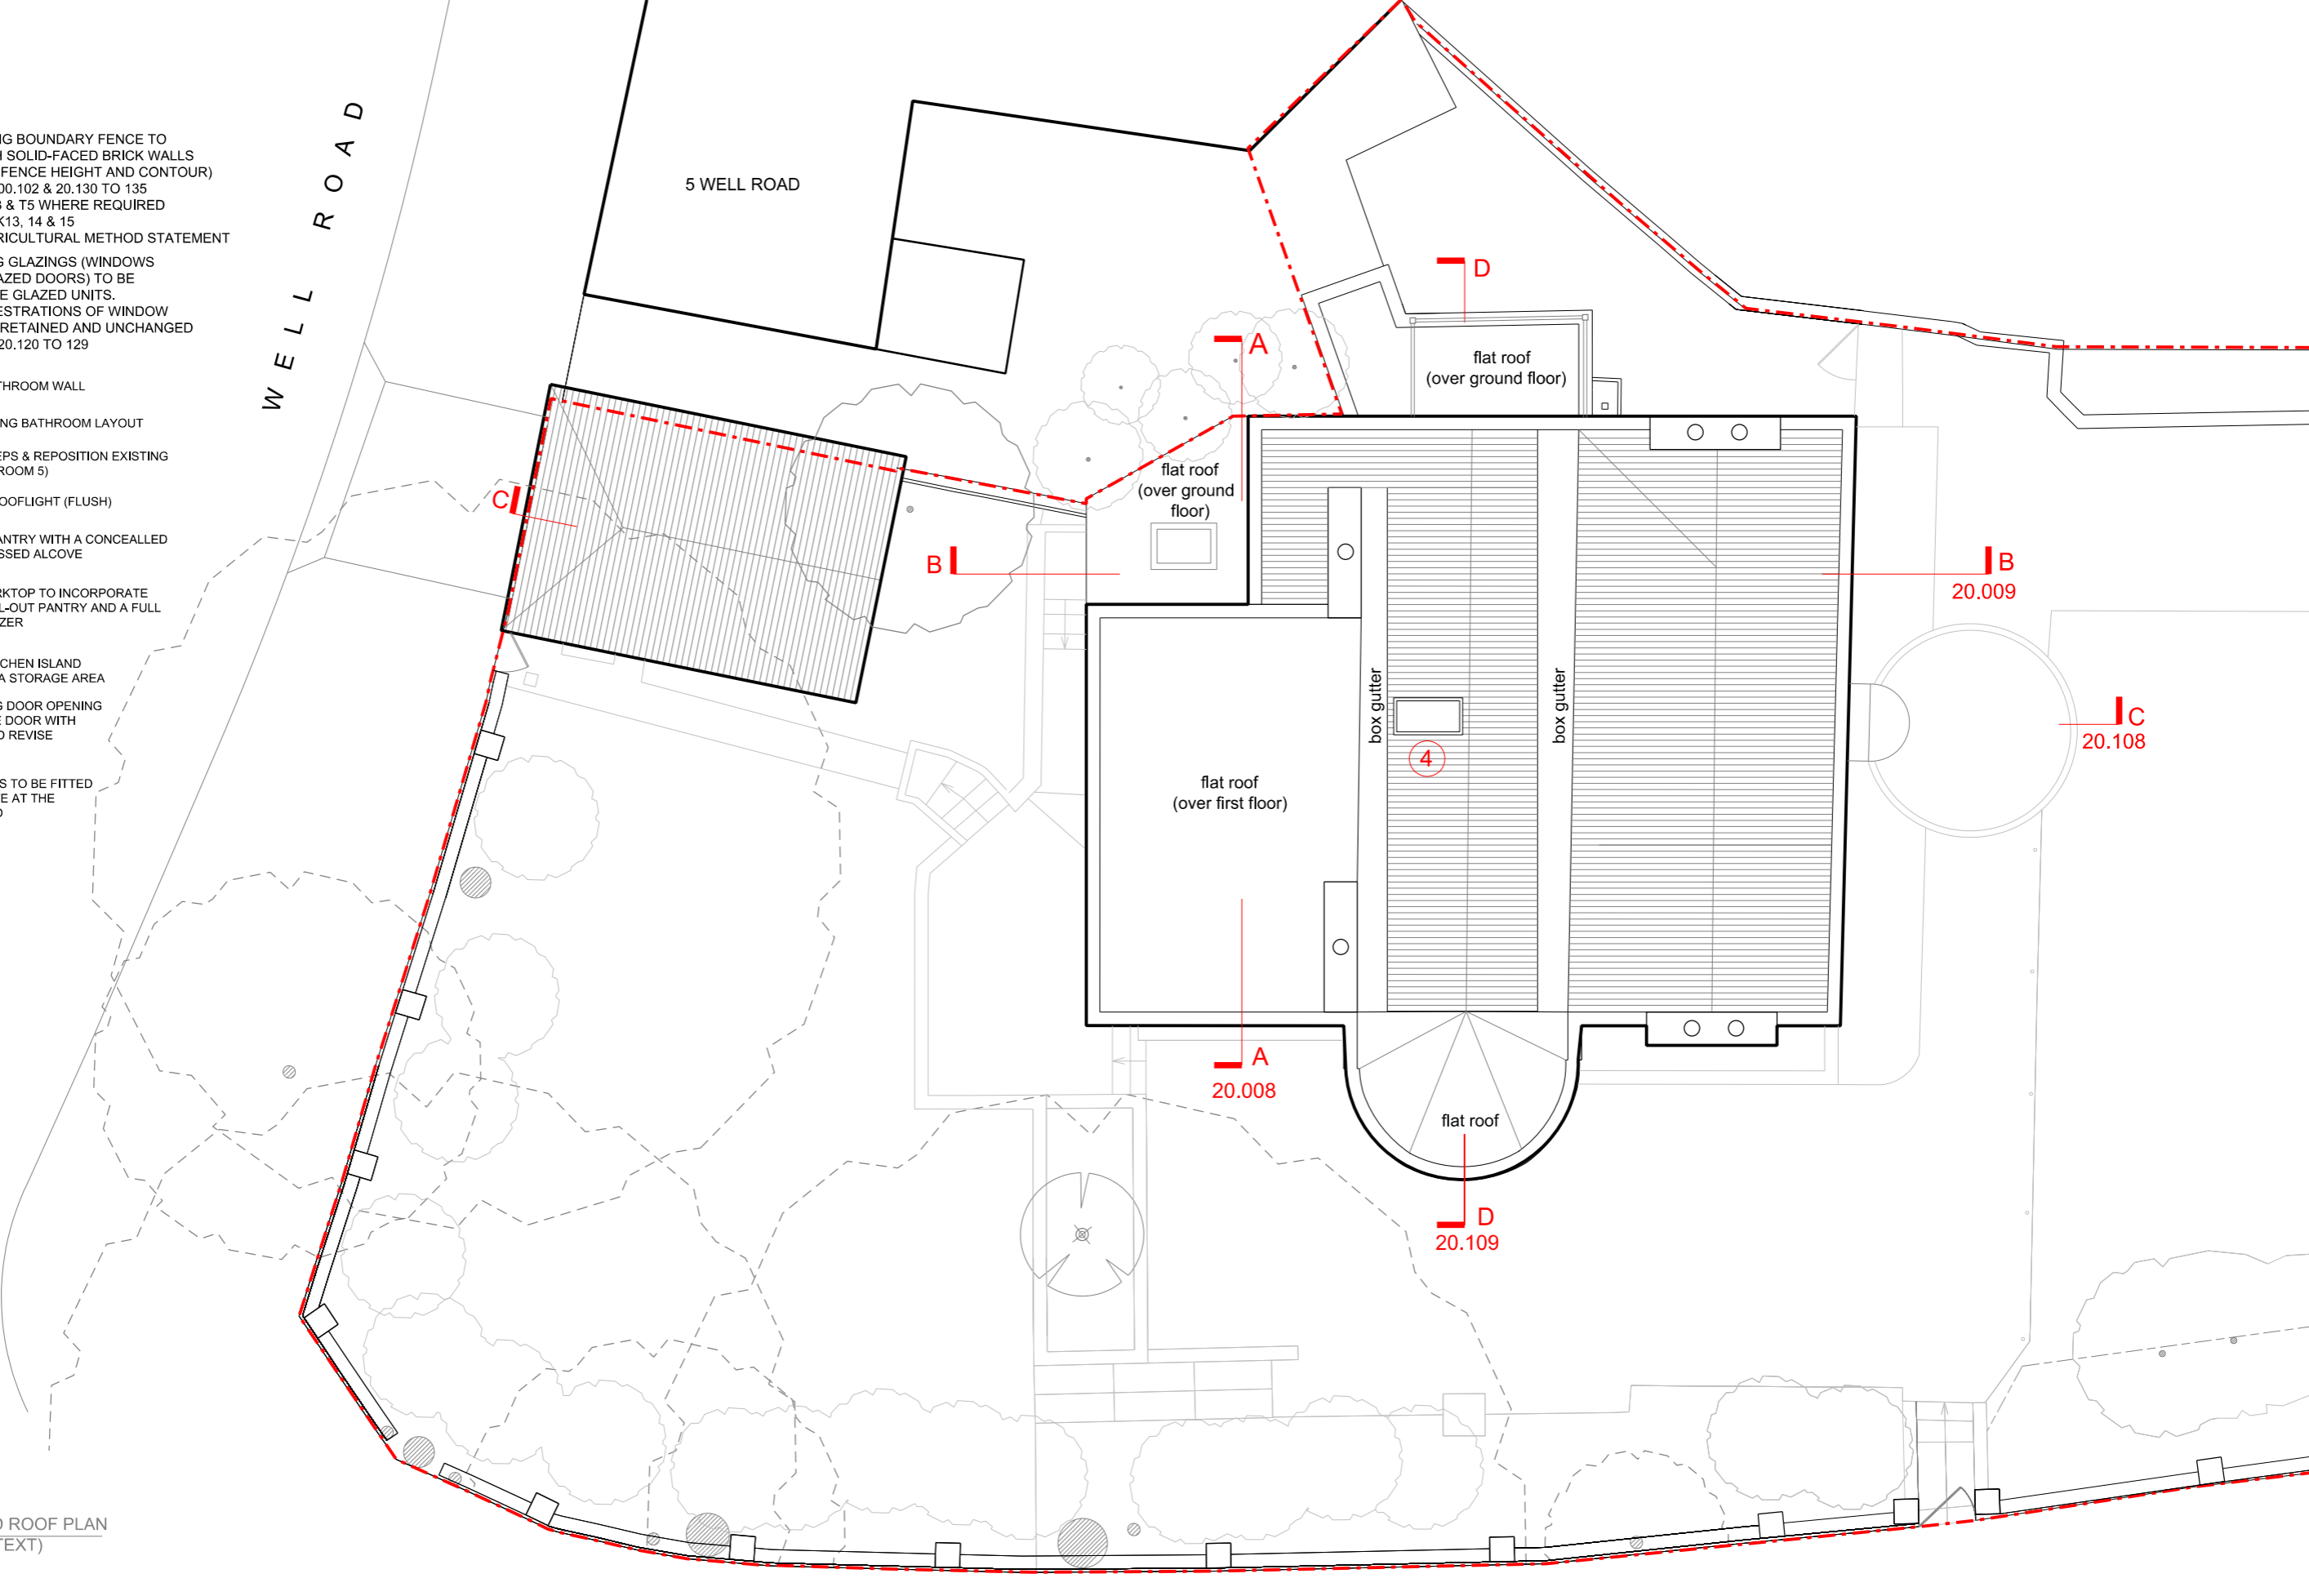 NG BOUNDARY FENCE TO
H SOLID-FACED BRICK WALLS
FENCE HEIGHT AND CONTOUR)
00.102 & 20.130 TO 135
& T5 WHERE REQUIRED
K13, 14 & 15
RICULTURAL METHOD STATEMENT
G GLAZINGS (WINDOWS
AZED DOORS) TO BE
E GLAZED UNITS.
ESTRATIONS OF WINDOW
RETAINED AND UNCHANGED
20.120 TO 129
THROOM WALL
NG BATHROOM LAYOUT
EPS & REPOSITION EXISTING
ROOM 5)
OOFLIGHT (FLUSH)
ANTRY WITH A CONCEALLED
SSED ALCOVE
RKTOP TO INCORPORATE
L-OUT PANTRY AND A FULL
ZER
CHEN ISLAND
A STORAGE AREA
G DOOR OPENING
E DOOR WITH
D REVISE
S TO BE FITTED
E AT THE
D
WELL ROAD
5 WELL ROAD
D
A
flat roof
(over ground floor)
flat roof
(over ground
floor)
C
B
B
20.009
box gutter
box gutter
C
20.108
4
flat roof
(over first floor)
A
20.008
flat roof
D
20.109
D ROOF PLAN
TEXT)